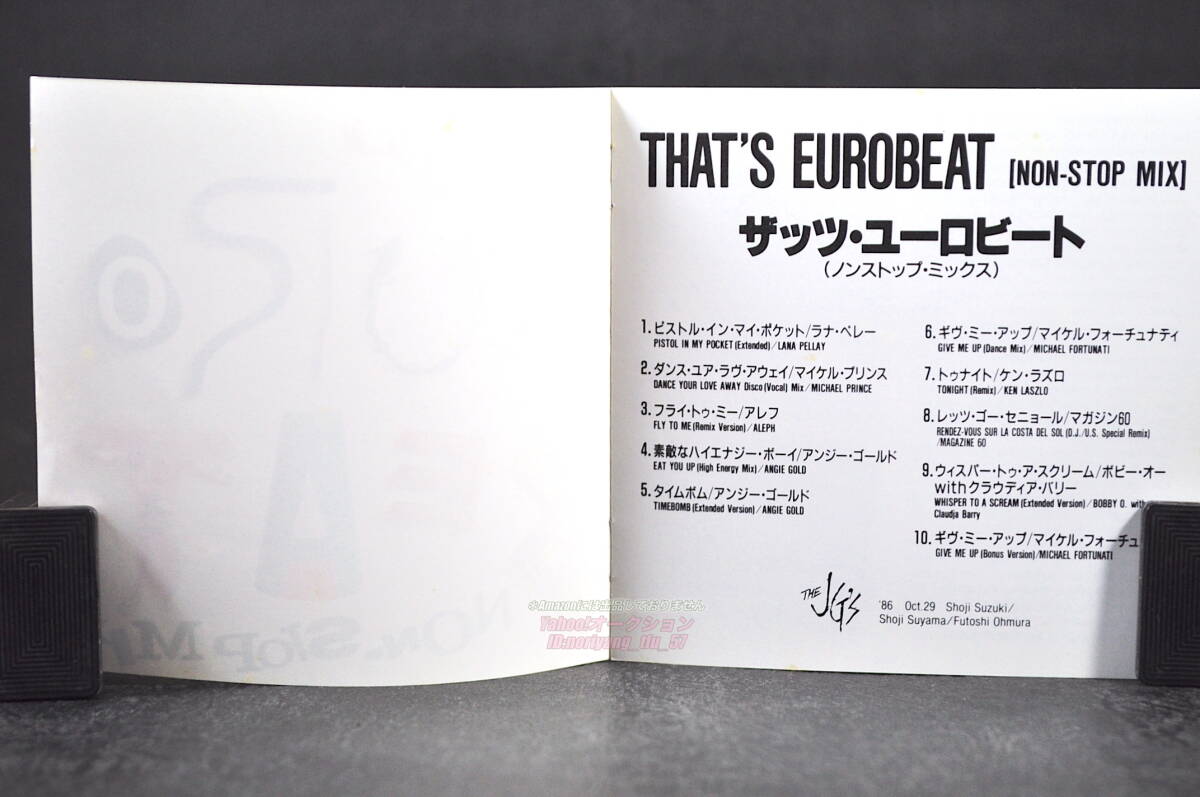 THAT'S EUROBEAT [NON-STOP MIX]
ザッツ・ユーロビート
(ノンストップ・ミックス)
1. ピストル・イン・マイ・ポケット/ラナ・ペレー
PISTOL IN MY POCKET (Extended)/LANA PELLAY
2. ダンス・ユア・ラヴ・アウェイ/マイケル・プリンス
DANCE YOUR LOVE AWAY Disco (Vocal) Mix/MICHAEL PRINCE
3. フライ・トゥ・ミー/アレフ
FLY TO ME (Remix Version)/ALEPH
4. 素敵なハイエナジー・ボーイ/アンジー・ゴールド
EAT YOU UP (High Energy Mix)/ANGIE GOLD
5. タイムボム/アンジー・ゴールド
TIMEBOMB (Extended Version)/ANGIE GOLD
6. ギヴ・ミー・アップ/マイケル・フォーチュナティ
GIVE ME UP (Dance Mix)/MICHAEL FORTUNATI
7. トゥナイト/ケン・ラズロ
TONIGHT (Remix)/KEN LASZLO
8. レッツ・ゴー・セニョール/マガジン60
RENDEZ-VOUS SUR LA COSTA DEL SOL (D.J./U.S. Special Remix)
/MAGAZINE 60
9. ウィスパー・トゥ・ア・スクリーム/ボビー・オー
withクラウディア・バリー
WHISPER TO A SCREAM (Extended Version)/BOBBY O. with
Claudja Barry
10. ギヴ・ミー・アップ/マイケル・フォーチュ
GIVE ME UP (Bonus Version)/MICHAEL FORTUNATI
THE JG'S
'86 Oct.29 Shoji Suzuki/
Shoji Suyama/Futoshi Ohmura
※Amazonには出品しておりません
Yahoo!オークション
ID:noriyang_tfu_57